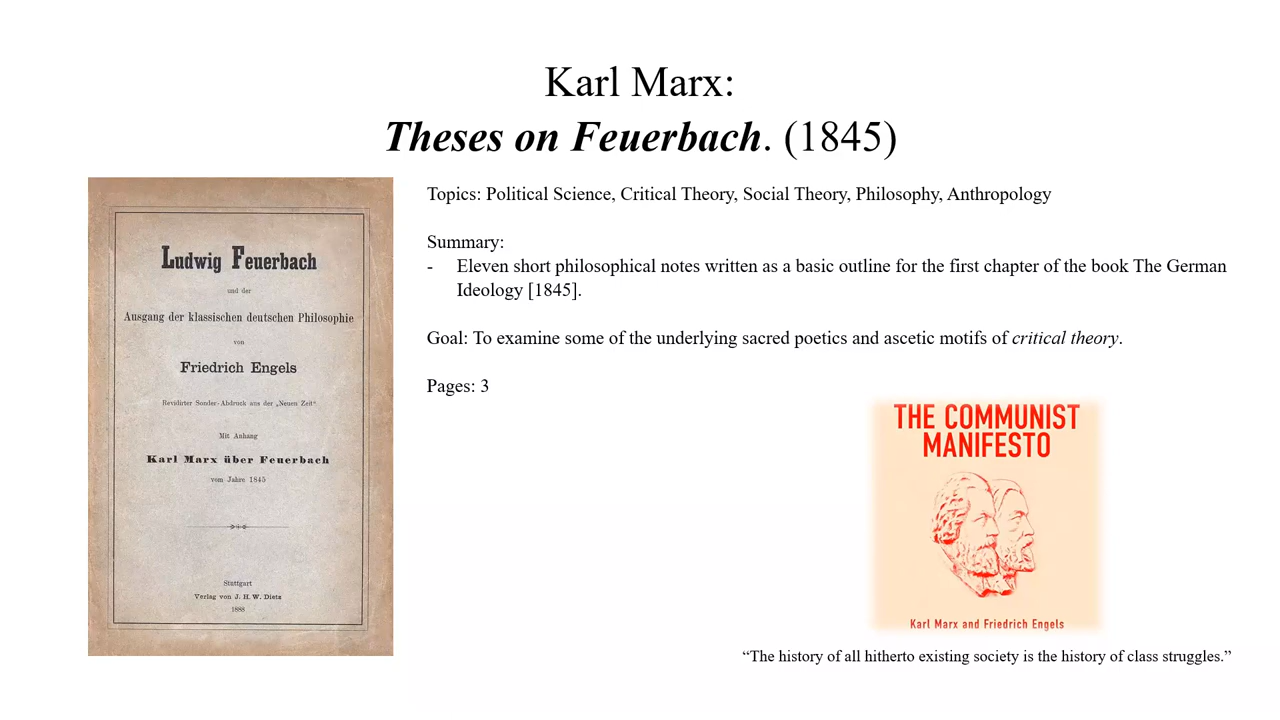 Karl Marx:
Theses on Feuerbach. (1845)
Ludwig Feuerbach
und der
Ausgang der klassischen deutschen Philosophie
von
Friedrich Engels
Revidirter Sonder-Abdruck aus der „Neuen Zeit“
Mit Anhang
Karl Marx über Feuerbach
vom Jahre 1845
Stuttgart
Verlag von J. H. W. Dietz
1888
Topics: Political Science, Critical Theory, Social Theory, Philosophy, Anthropology
Summary:
- Eleven short philosophical notes written as a basic outline for the first chapter of the book The German
Ideology [1845].
Goal: To examine some of the underlying sacred poetics and ascetic motifs of critical theory.
Pages: 3
THE COMMUNIST
MANIFESTO
Karl Marx and Friedrich Engels
“The history of all hitherto existing society is the history of class struggles.”